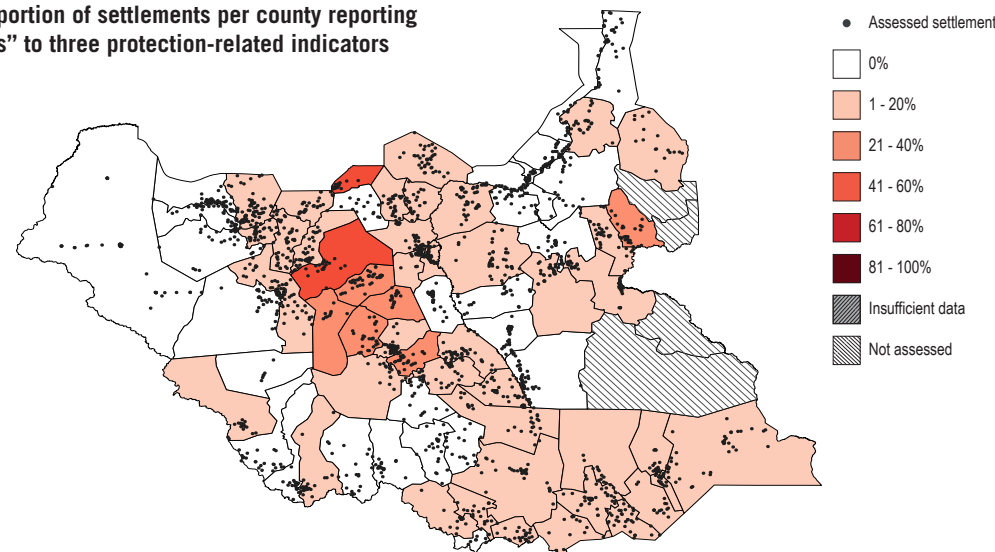 portion of settlements per county reporting
s” to three protection-related indicators
Assessed settlement
0%
1 - 20%
21 - 40%
41 - 60%
61 - 80%
81 - 100%
Insufficient data
Not assessed